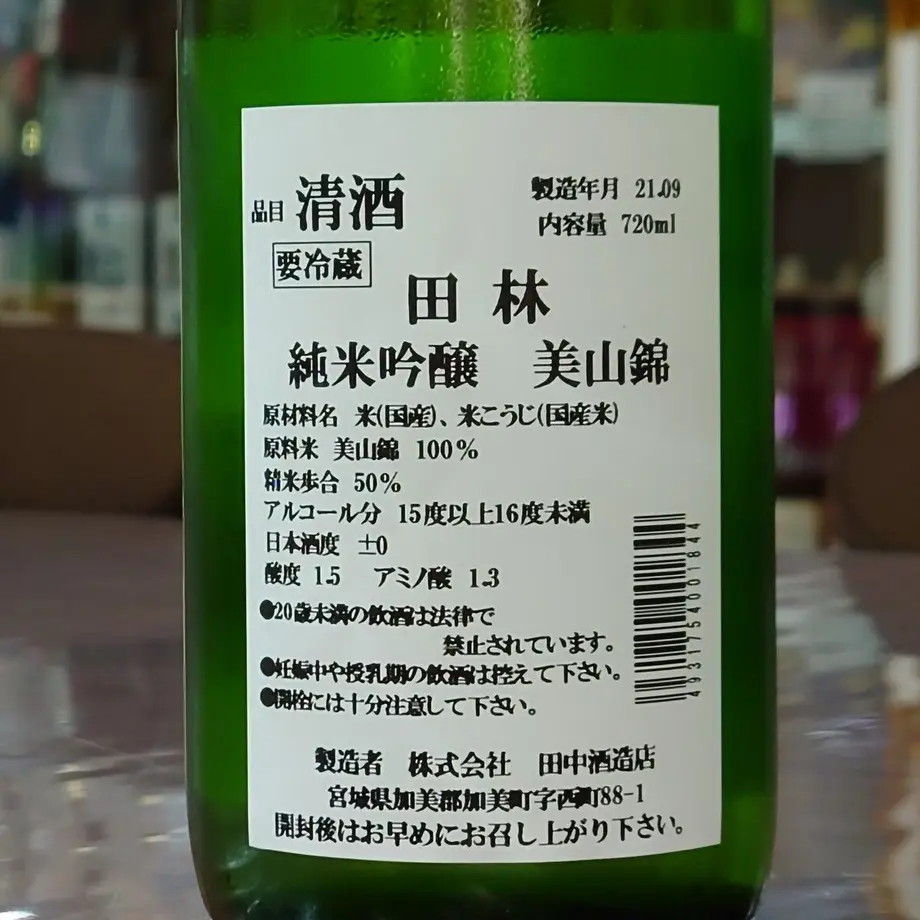 品目 清酒
製造年月 21.09
内容量 720ml
要冷蔵
田林
純米吟醸 美山錦
原材料名 米(国産)、米こうじ(国産米)
原料米 美山錦 100%
精米歩合 50%
アルコール分 15度以上16度未満
日本酒度 ±0
酸度 1.5 アミノ酸 1.3
●20歳未満の飲酒は法律で
禁止されています。
●妊娠中や授乳期の飲酒は控えて下さい。
●開栓には十分注意して下さい。
4931754001844
製造者 株式会社 田中酒造店
宮城県加美郡加美町字西町88-1
開封後はお早めにお召し上がり下さい。